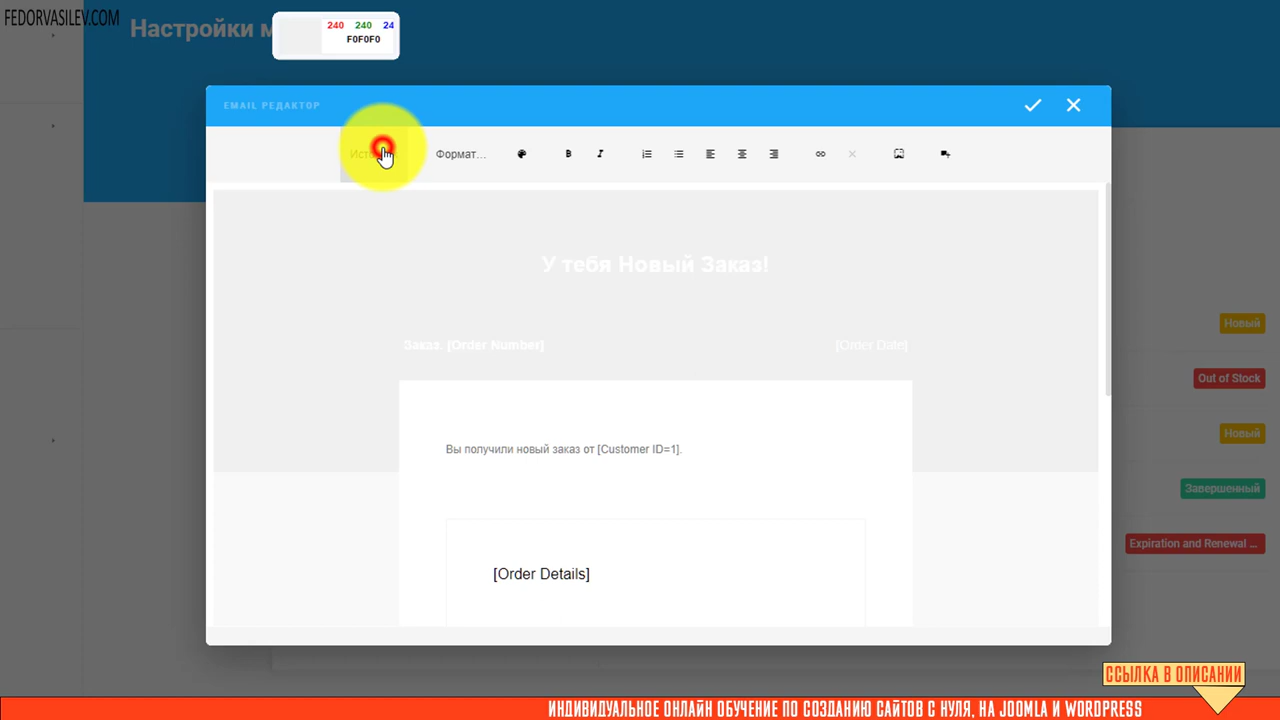 FEDORVASILEV.COM
Настройки м
240 240 24
F0F0F0
EMAIL РЕДАКТОР
Формат...
У тебя Новый Заказ!
Заказ. [Order Number]
[Order Date]
Вы получили новый заказ от [Customer ID=1].
[Order Details]
Новый
Out of Stock
Новый
Завершенный
Expiration and Renewal ...
ССЫЛКА В ОПИСАНИИ
ИНДИВИДУАЛЬНОЕ ОНЛАЙН ОБУЧЕНИЕ ПО СОЗДАНИЮ САЙТОВ С НУЛЯ, НА JOOMLA И WORDPRESS